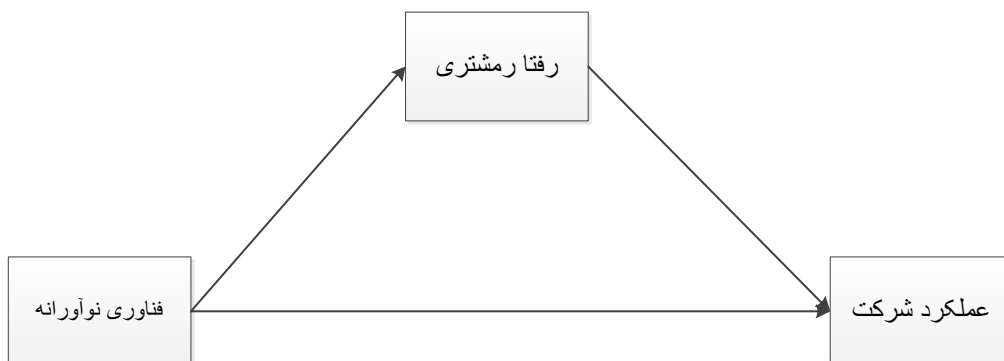 رفتا رمشتری
فناوری نوآورانه
عملکرد شرکت